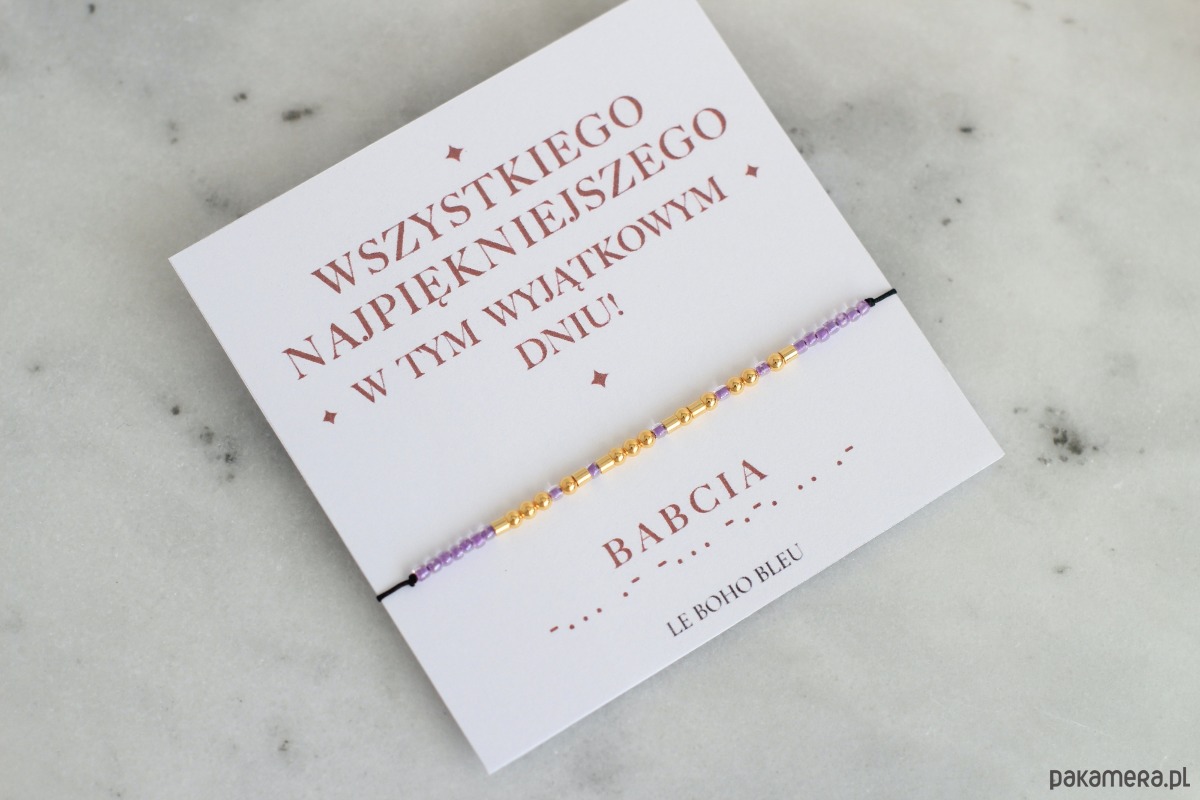 WSZYSTKIEGO
NAJPIĘKNIEJSZEGO
W TYM WYJĄTKOWYM
DNIU!
BABCIA
-... .- -... -.-. .. .-
LE BOHO BLEU
pakamera.pl